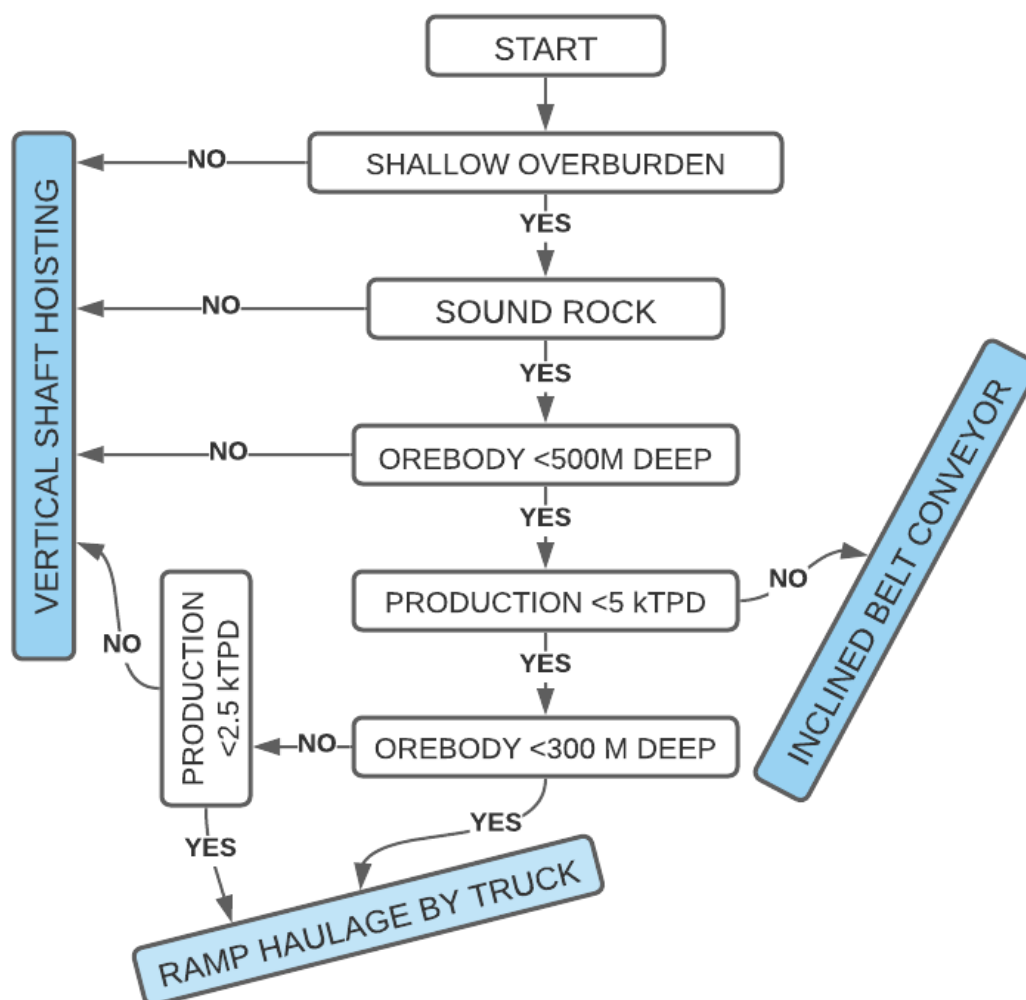 START
SHALLOW OVERBURDEN
NO
YES
SOUND ROCK
NO
YES
OREBODY <500M DEEP
NO
YES
PRODUCTION <5 kTPD
NO
YES
OREBODY <300 M DEEP
NO
YES
PRODUCTION
<2.5 kTPD
NO
YES
VERTICAL SHAFT HOISTING
INCLINED BELT CONVEYOR
RAMP HAULAGE BY TRUCK